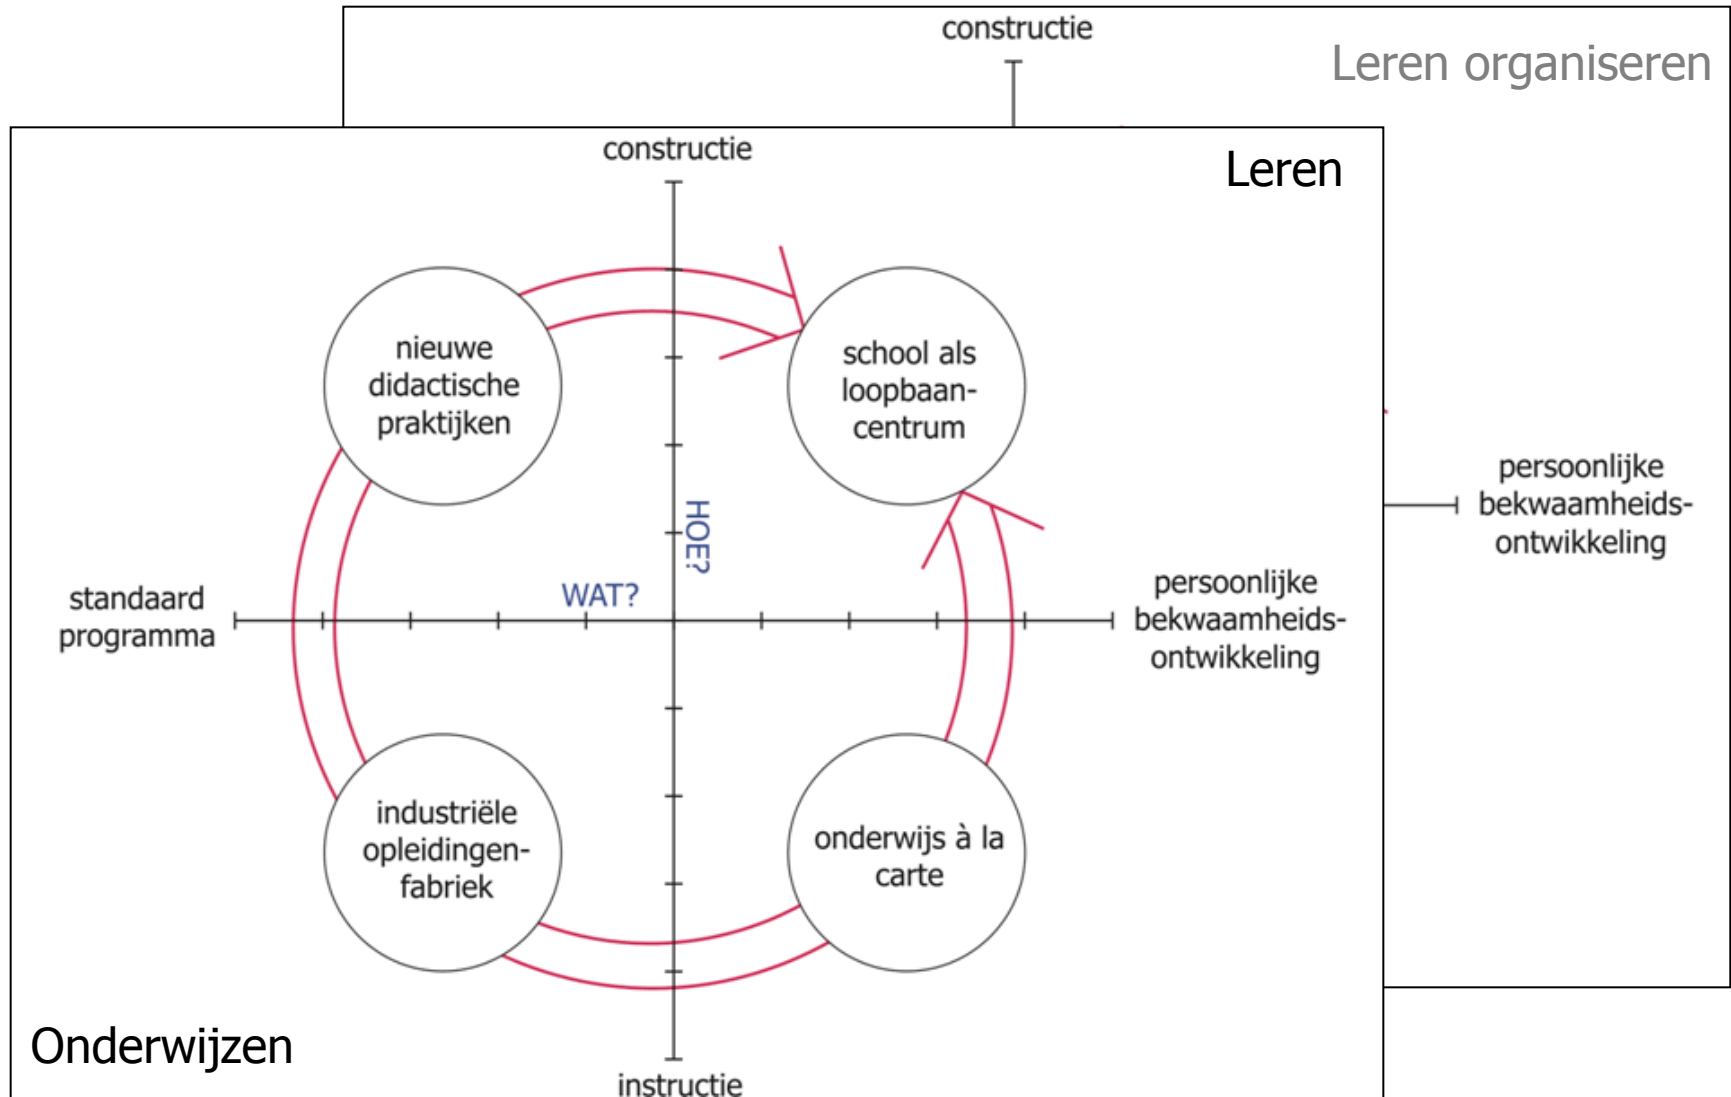 constructie
Leren organiseren
constructie
Leren
nieuwe
didactische
praktijken
school als
loopbaan-
centrum
persoonlijke
bekwaamheids-
ontwikkeling
HOE?
WAT?
standaard
programma
persoonlijke
bekwaamheids-
ontwikkeling
industriële
opleidingen-
fabriek
onderwijs à la
carte
Onderwijzen
instructie